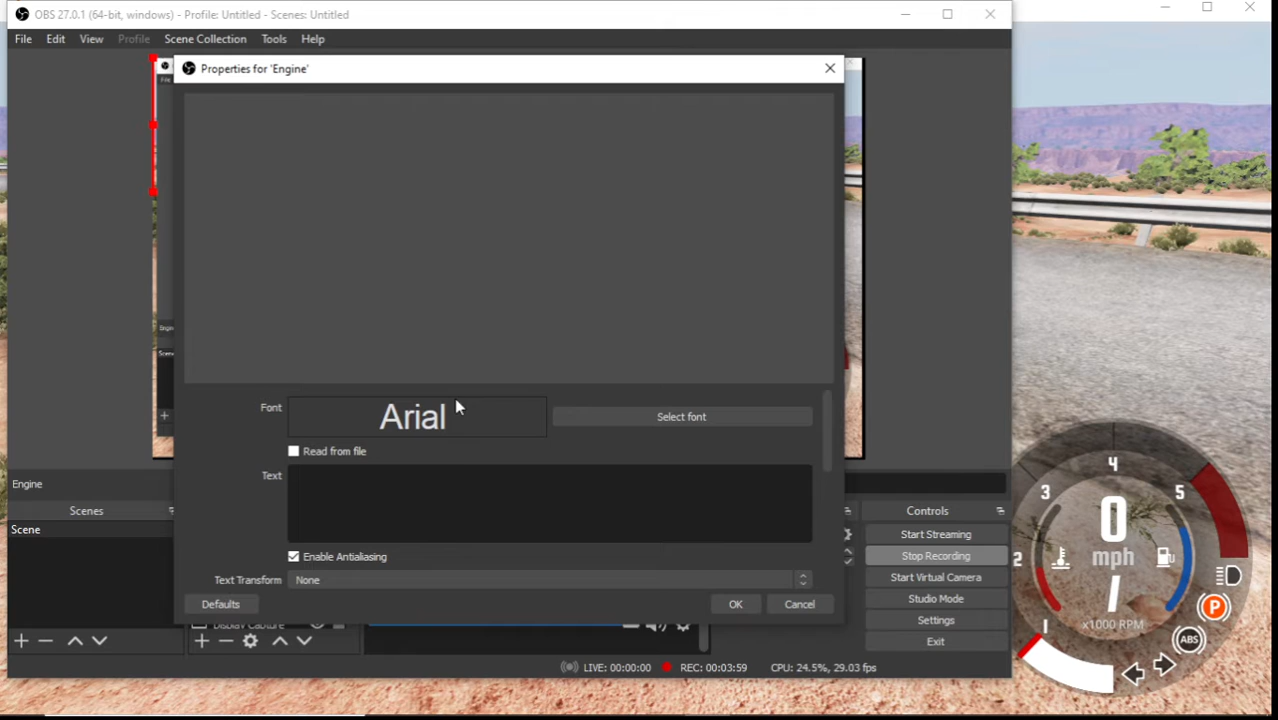 OBS 27.0.1 (64-bit, windows) - Profile: Untitled - Scenes: Untitled
File Edit View Profile Scene Collection Tools Help
Properties for 'Engine'
Font Arial Select font
Read from file
Text
Enable Antialiasing
Text Transform None
Defaults OK Cancel
Engine
Scenes Controls
Scene
Start Streaming
Stop Recording
Start Virtual Camera
Studio Mode
Settings
Exit
Display Capture
LIVE: 00:00:00 REC: 00:03:59 CPU: 24.5%, 29.03 fps
4
3 5
0
2 mph
P
x1000 RPM
1 ABS